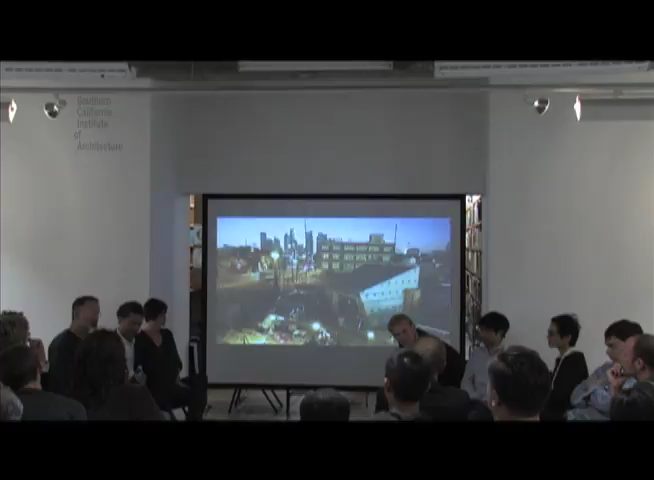 Southern
California
Institute
of
Architecture